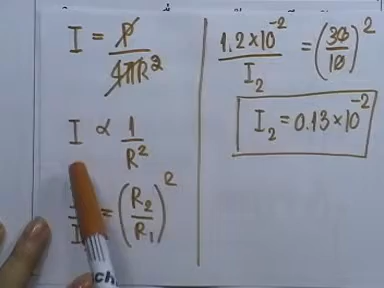 I = P / 4πR²
I ∝ 1 / R²
I = (R₂ / R₁)²
1.2×10⁻² / I₂ = (30 / 10)²
I₂ = 0.13×10⁻²